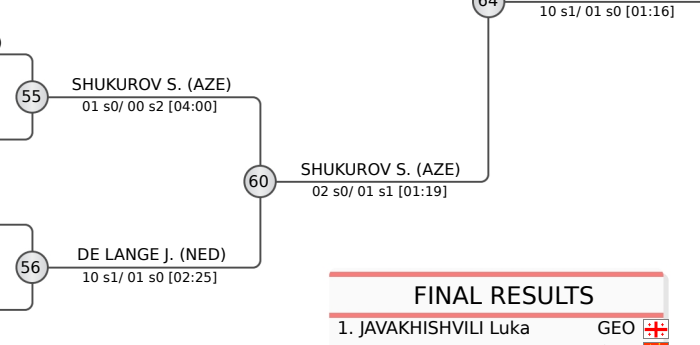 64
10 s1/ 01 s0 [01:16]
55
SHUKUROV S. (AZE)
01 s0/ 00 s2 [04:00]
60
SHUKUROV S. (AZE)
02 s0/ 01 s1 [01:19]
56
DE LANGE J. (NED)
10 s1/ 01 s0 [02:25]
FINAL RESULTS
1. JAVAKHISHVILI Luka GEO